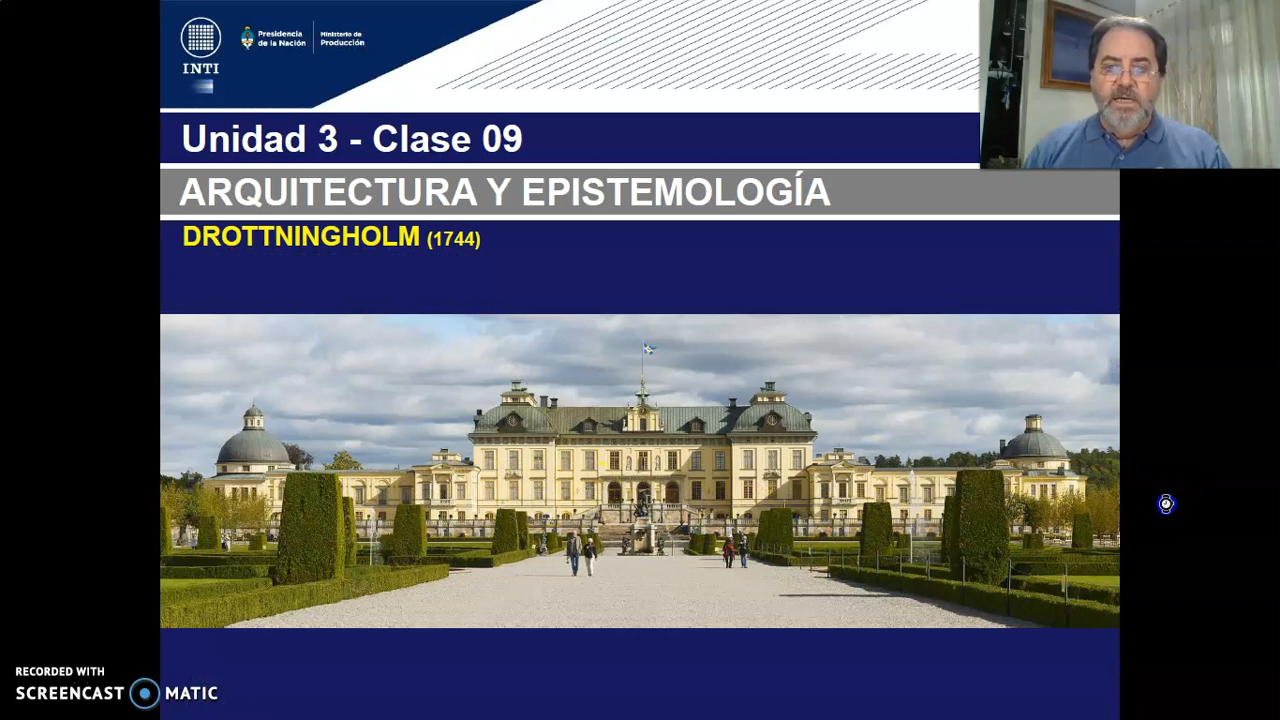 INTI
Presidencia
de la Nación
Ministerio de
Producción
Unidad 3 - Clase 09
ARQUITECTURA Y EPISTEMOLOGÍA
DROTTNINGHOLM (1744)
RECORDED WITH
SCREENCAST MATIC